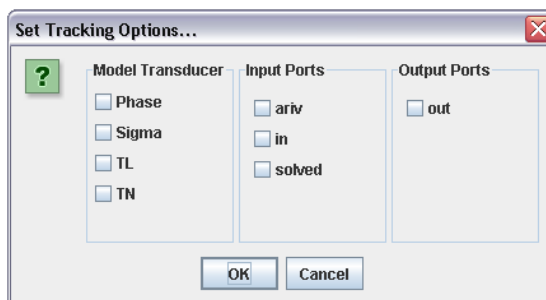 Set Tracking Options...
?
Model Transducer
Phase
Sigma
TL
TN
Input Ports
ariv
in
solved
Output Ports
out
OK
Cancel